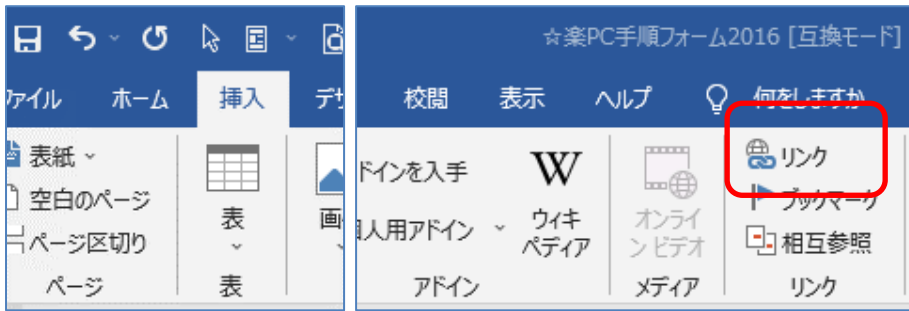 ☆楽PC手順フォーム2016 [互換モード]
ァイル ホーム 挿入 デザ 校閲 表示 ヘルプ 何をしますか
表紙
空白のページ
ページ区切り
ページ
表
表
画
ドインを入手
人用アドイン
ウィキ
ペディア
アドイン
オンライ
ンビデオ
メディア
リンク
ブックマーク
相互参照
リンク